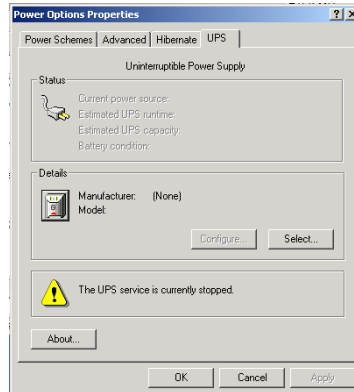 Power Options Properties
Power Schemes Advanced Hibernate UPS
Uninterruptible Power Supply
Status
Current power source:
Estimated UPS runtime:
Estimated UPS capacity:
Battery condition:
Details
Manufacturer: (None)
Model:
Configure... Select...
The UPS service is currently stopped.
About...
OK Cancel Apply